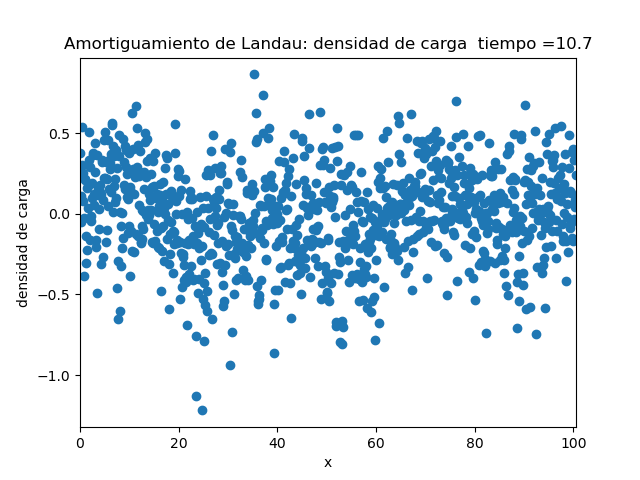 Amortiguamiento de Landau: densidad de carga  tiempo =10.7
densidad de carga
0.5
0.0
−0.5
−1.0
0 20 40 60 80 100
x